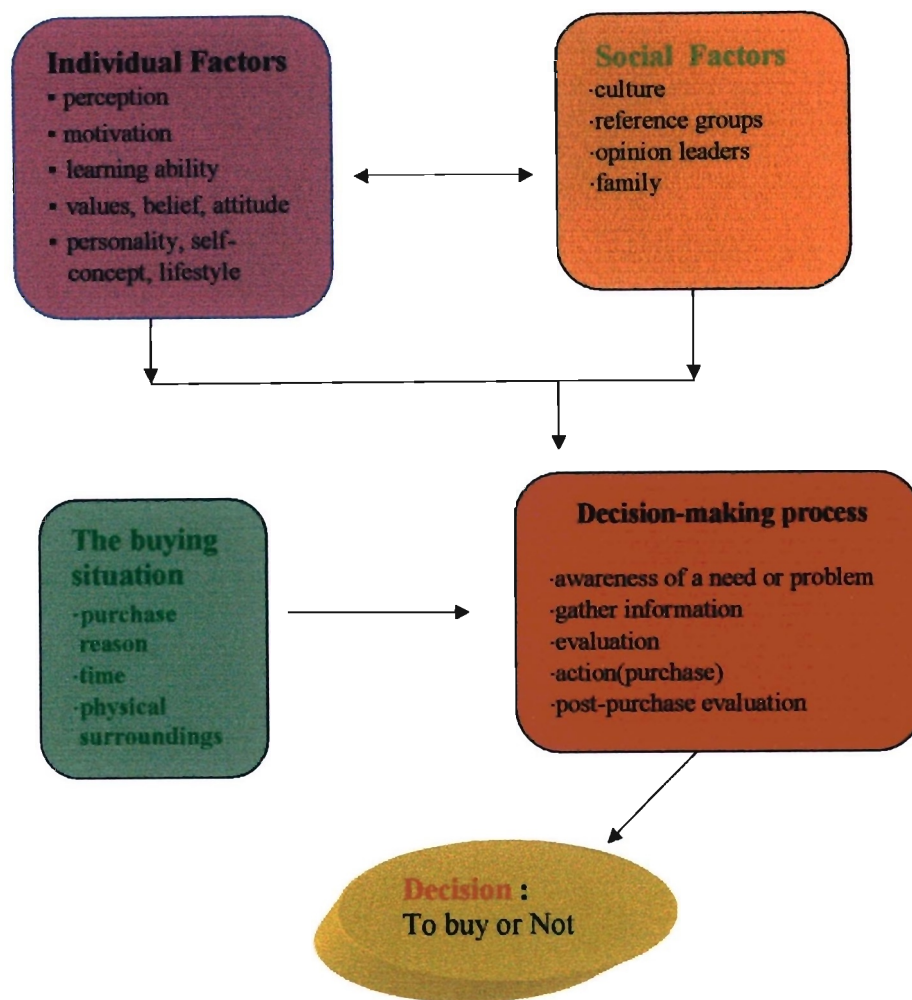 Individual Factors
▪ perception
▪ motivation
▪ learning ability
▪ values, belief, attitude
▪ personality, self-
concept, lifestyle
Social Factors
·culture
·reference groups
·opinion leaders
·family
The buying
situation
·purchase
reason
·time
·physical
surroundings
Decision-making process
·awareness of a need or problem
·gather information
·evaluation
·action(purchase)
·post-purchase evaluation
Decision :
To buy or Not